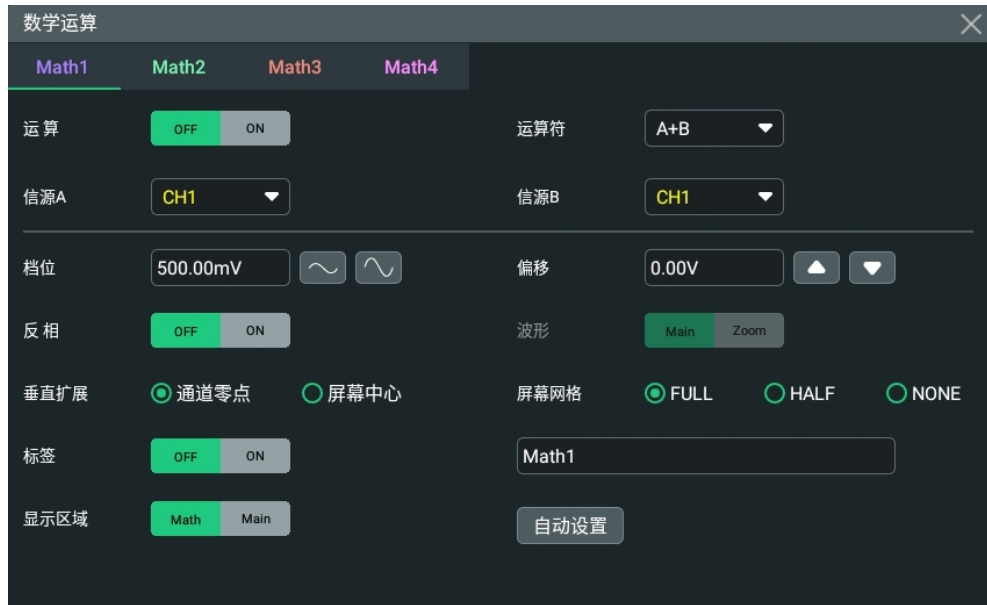 数学运算
Math1 Math2 Math3 Math4
运算 OFF ON 运算符 A+B
信源A CH1 信源B CH1
档位 500.00mV 偏移 0.00V
反相 OFF ON 波形 Main Zoom
垂直扩展 通道零点 屏幕中心 屏幕网格 FULL HALF NONE
标签 OFF ON Math1
显示区域 Math Main 自动设置